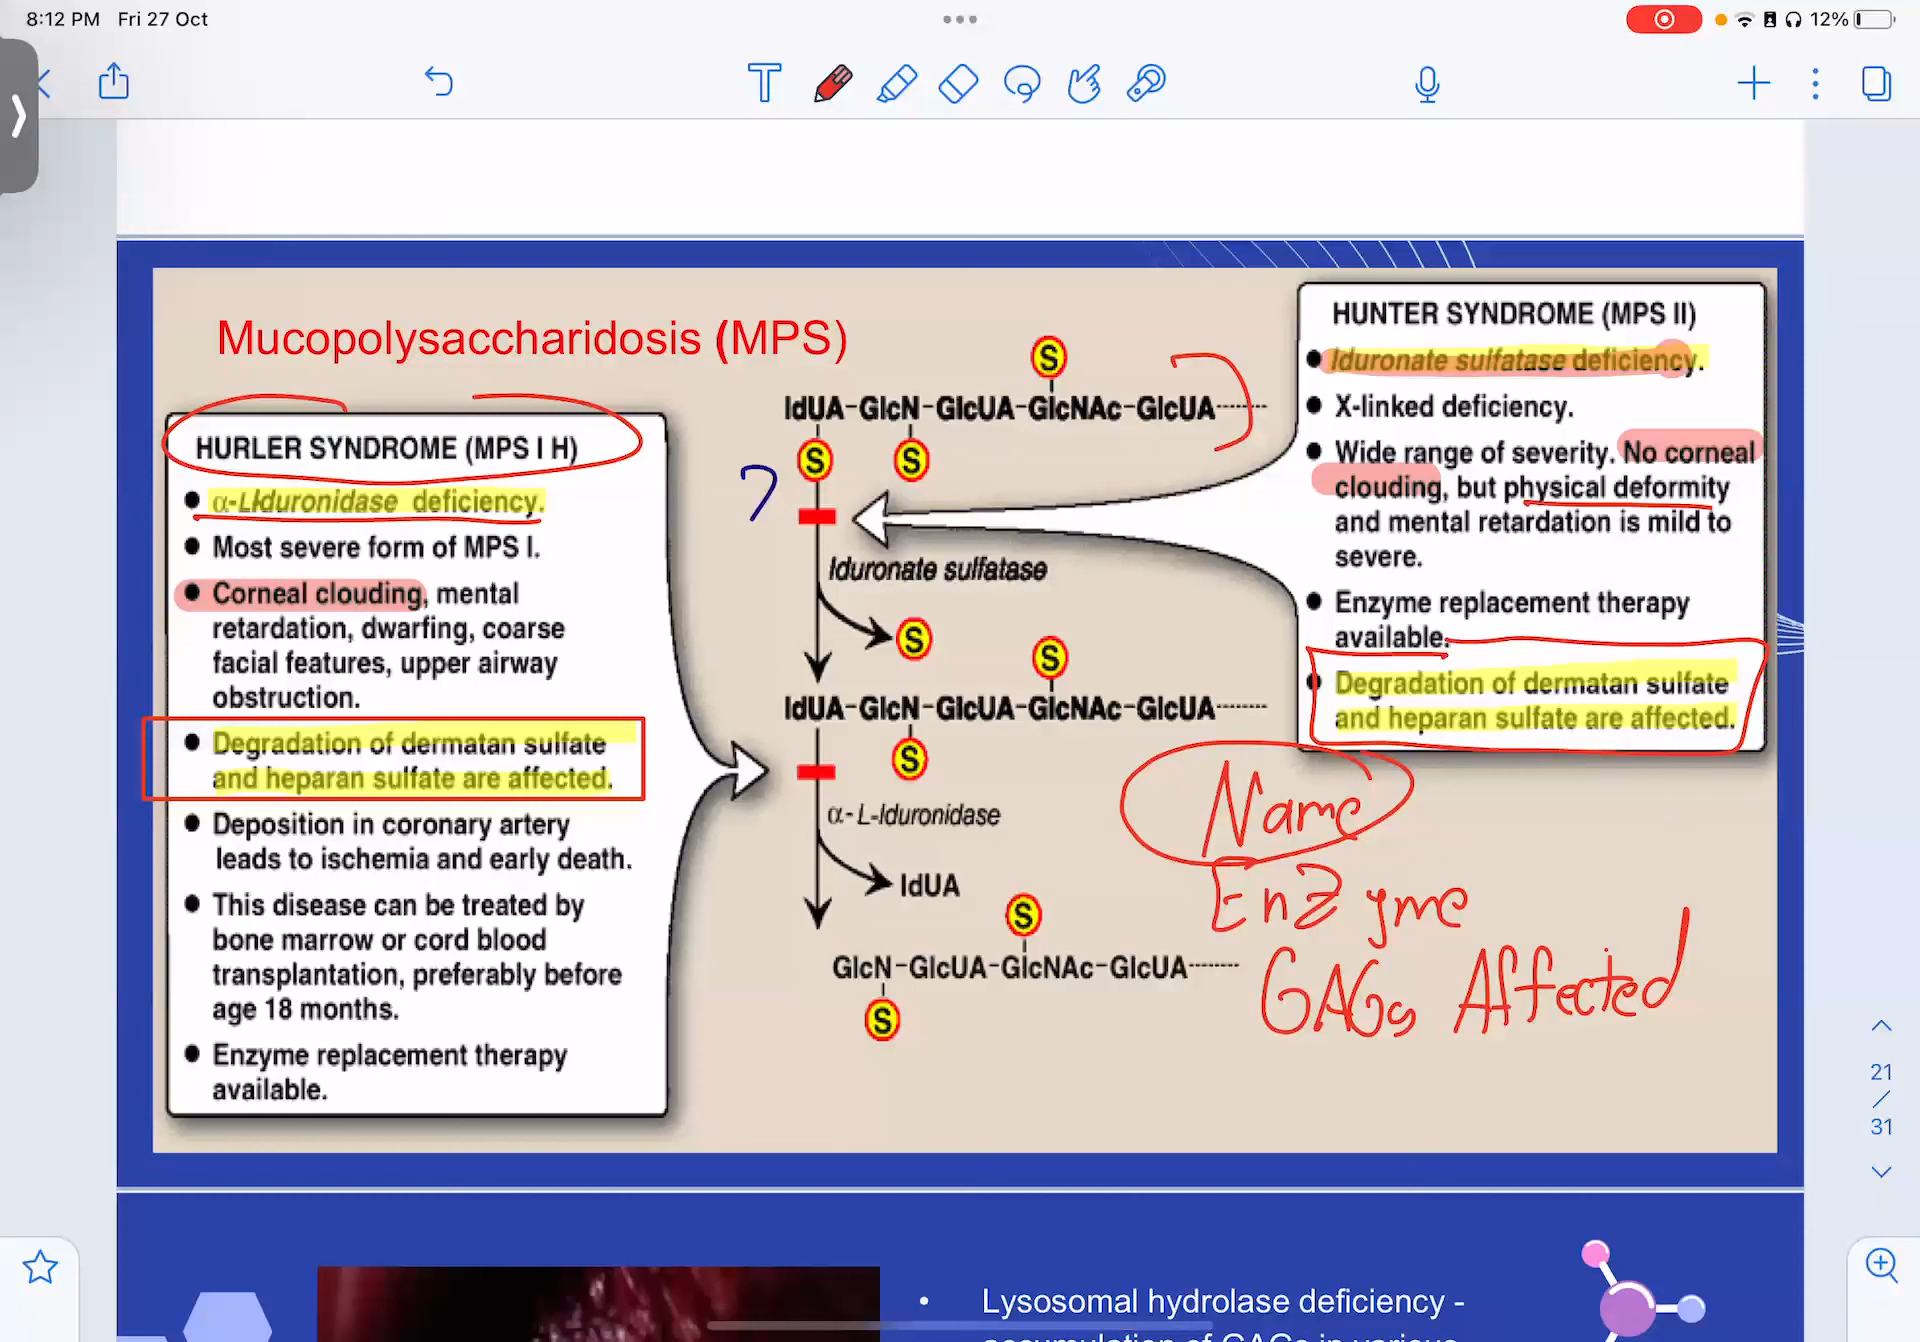 8:12 PM Fri 27 Oct
12%
Mucopolysaccharidosis (MPS)
HURLER SYNDROME (MPS I H)
● α-L-Iduronidase deficiency.
● Most severe form of MPS I.
● Corneal clouding, mental
retardation, dwarfing, coarse
facial features, upper airway
obstruction.
● Degradation of dermatan sulfate
and heparan sulfate are affected.
● Deposition in coronary artery
leads to ischemia and early death.
● This disease can be treated by
bone marrow or cord blood
transplantation, preferably before
age 18 months.
● Enzyme replacement therapy
available.
S
IdUA-GlcN-GlcUA-GlcNAc-GlcUA
S S
Iduronate sulfatase
S
S
IdUA-GlcN-GlcUA-GlcNAc-GlcUA
S
α-L-Iduronidase
IdUA
S
GlcN-GlcUA-GlcNAc-GlcUA
S
HUNTER SYNDROME (MPS II)
● Iduronate sulfatase deficiency.
● X-linked deficiency.
● Wide range of severity. No corneal
clouding, but physical deformity
and mental retardation is mild to
severe.
● Enzyme replacement therapy
available.
● Degradation of dermatan sulfate
and heparan sulfate are affected.
Name
Enzyme
GAGs Affected
21
/
31
• Lysosomal hydrolase deficiency -
accumulation of GAGs in various